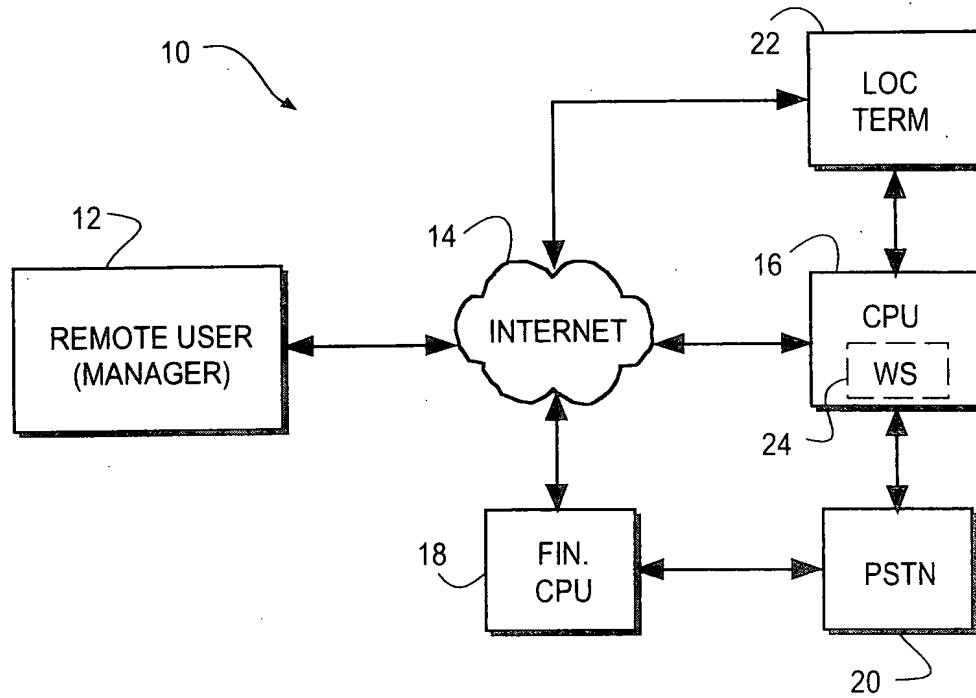 22
10
LOC
TERM
12
14
16
REMOTE USER
(MANAGER)
INTERNET
CPU
WS
24
18
FIN.
CPU
PSTN
20